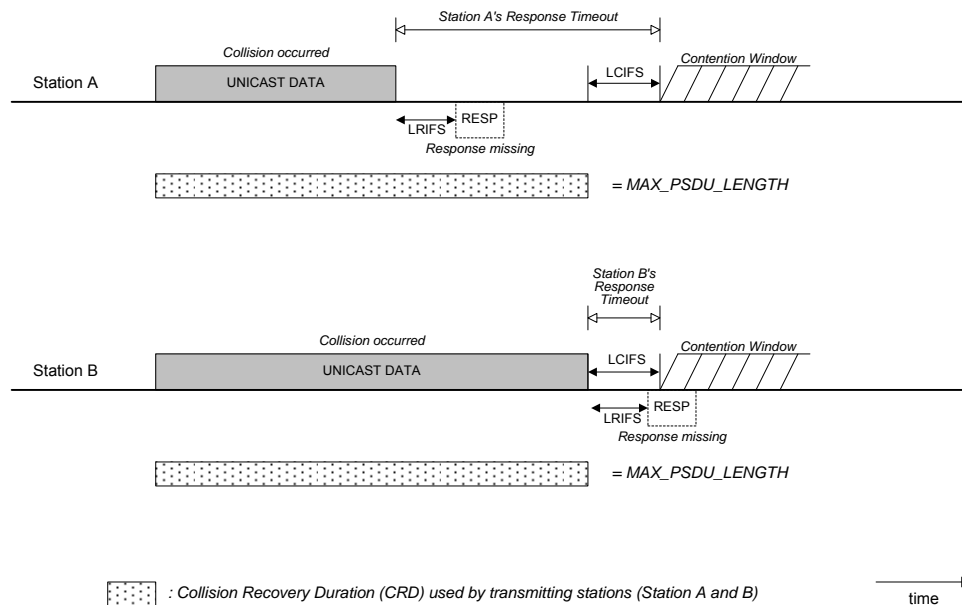 Station A's Response Timeout
Collision occurred
Contention Window
LCIFS
Station A
UNICAST DATA
LRIFS
RESP
Response missing
= MAX_PSDU_LENGTH
Station B's
Response
Timeout
Collision occurred
Contention Window
LCIFS
Station B
UNICAST DATA
LRIFS
RESP
Response missing
= MAX_PSDU_LENGTH
: Collision Recovery Duration (CRD) used by transmitting stations (Station A and B)
time